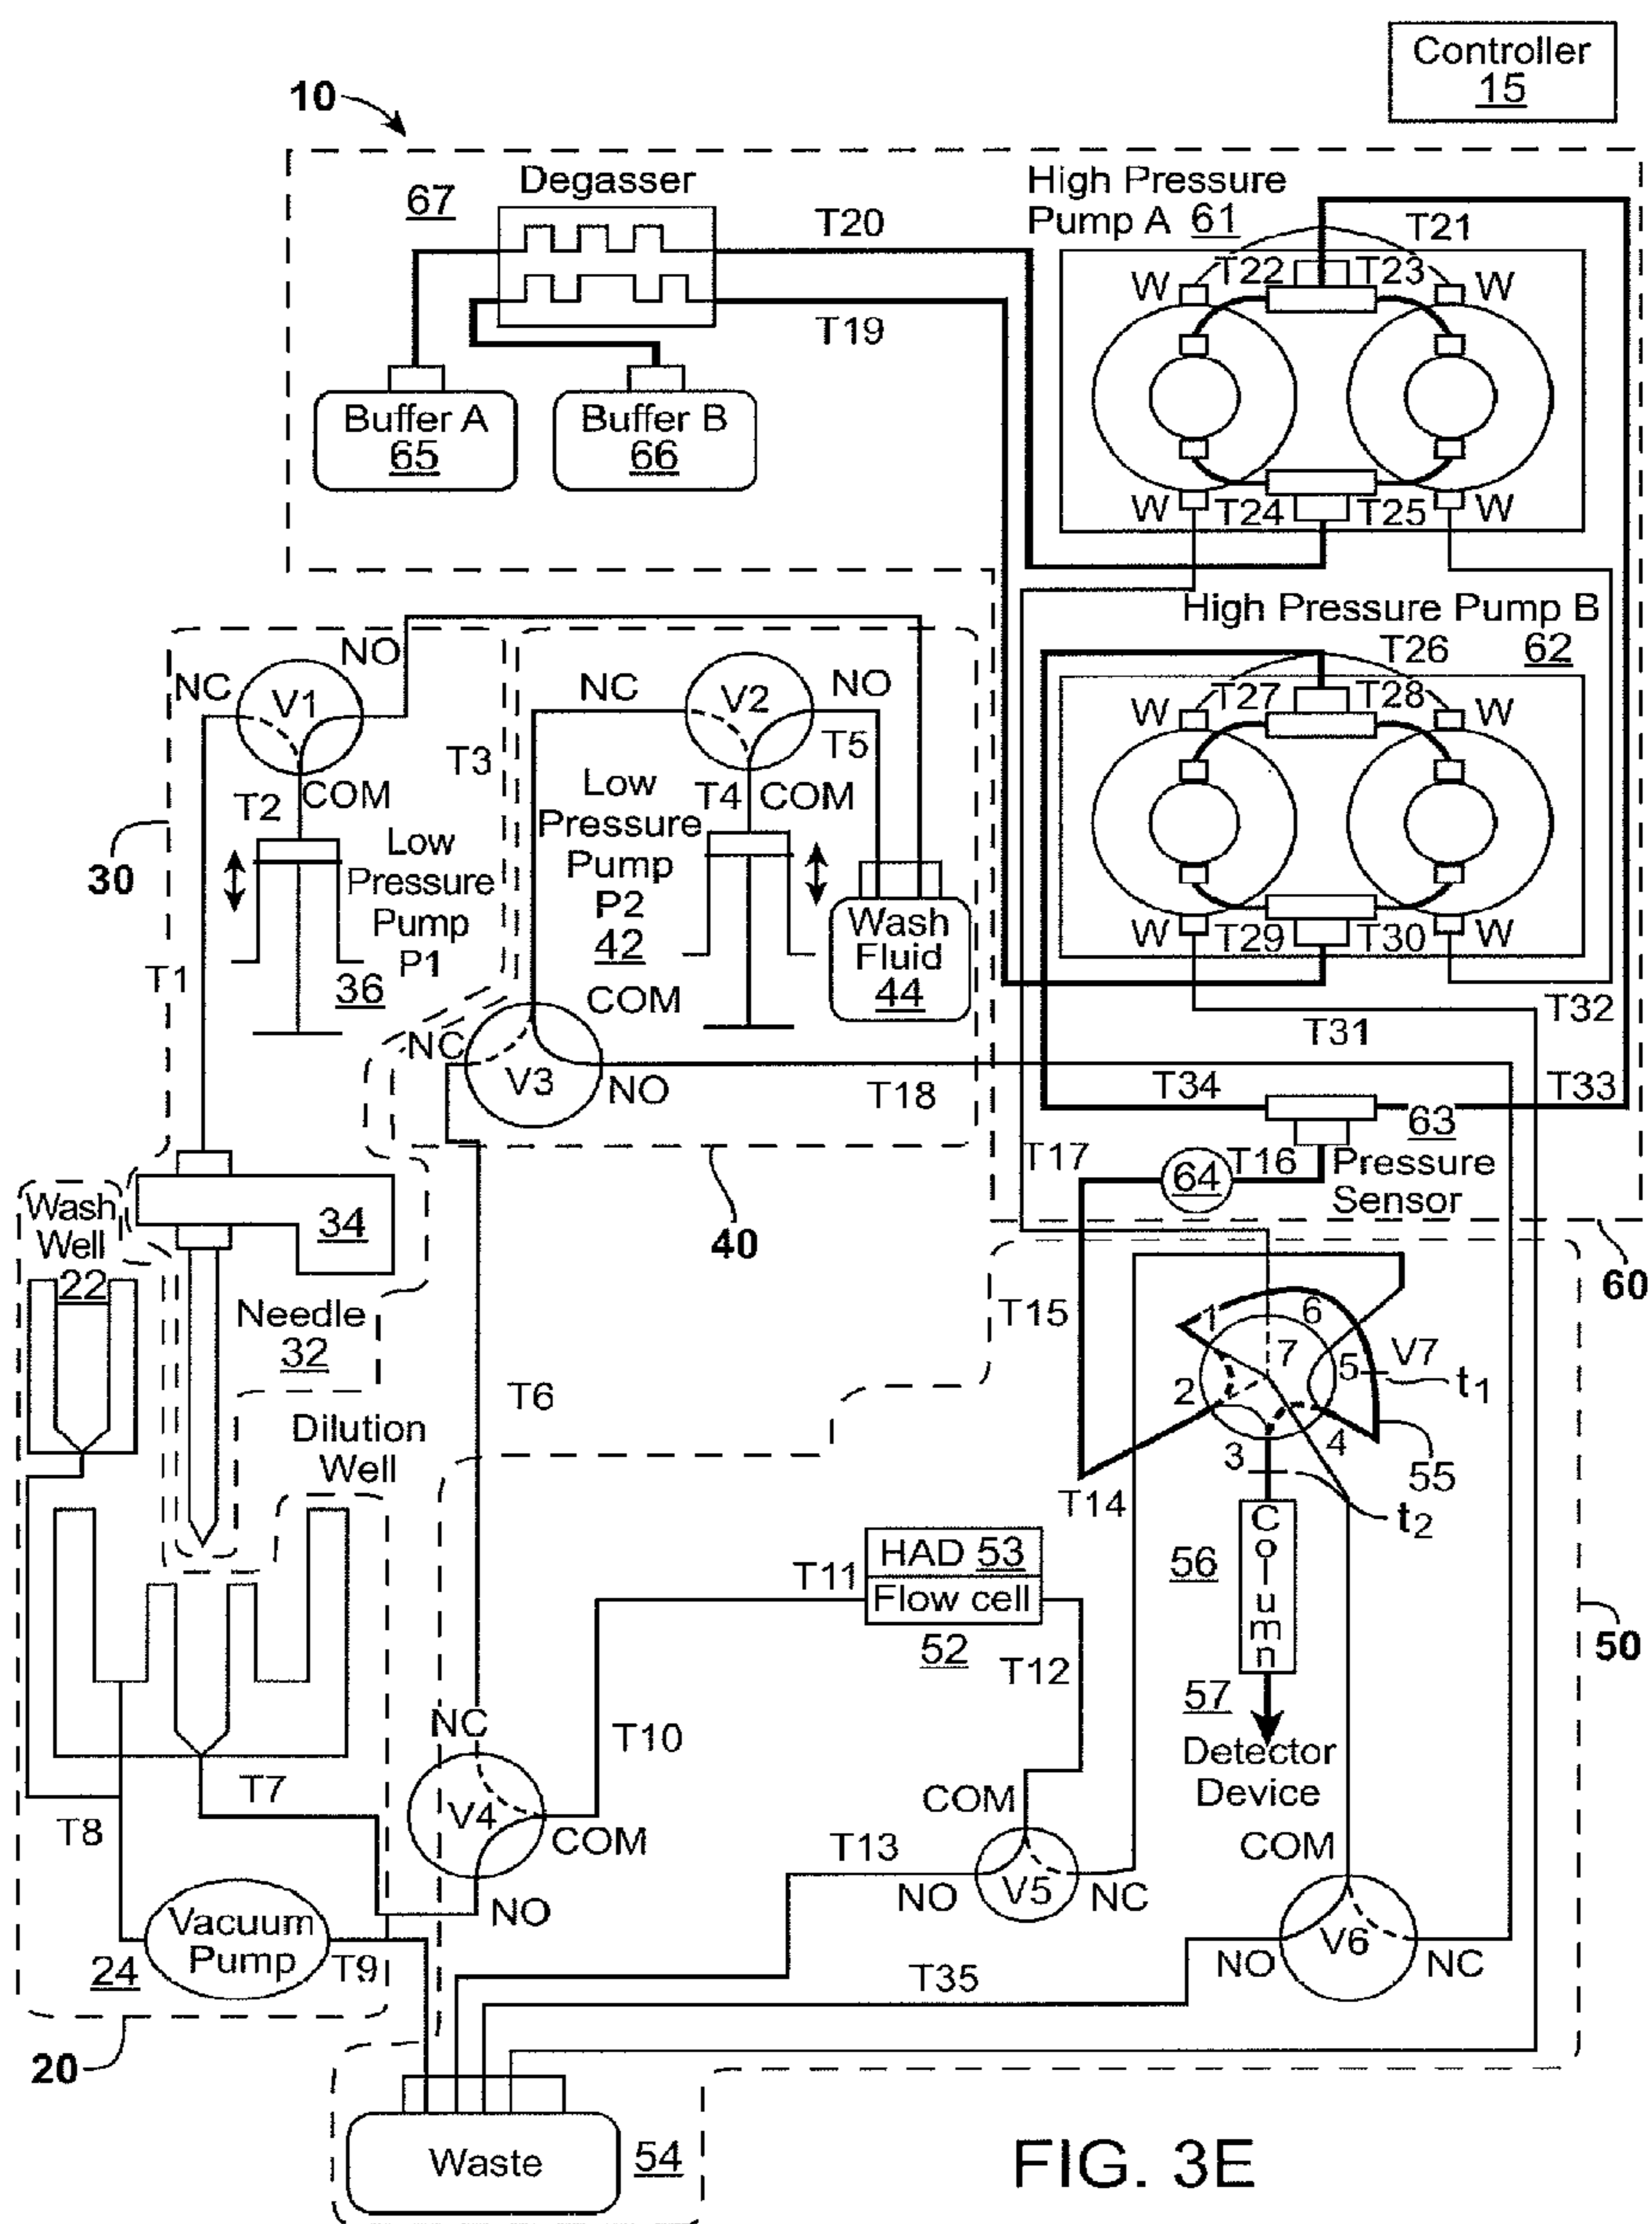 Controller
15
10
Degasser
67
T20
T19
High Pressure
Pump A 61
T21
W
T22
T23
W
W
T24
T25
W
Buffer A
65
Buffer B
66
High Pressure Pump B
62
T26
W
T27
T28
W
W
T29
T30
W
T32
T31
NO
NC
V1
COM
T2
T3
Low
Pressure
Pump
P1
36
30
T1
NC
V2
NO
T5
T4
COM
Low
Pressure
Pump
P2
42
Wash
Fluid
44
COM
NC
V3
NO
T18
T34
T33
63
T17
64
T16
Pressure
Sensor
40
60
Wash
Well
22
34
Needle
32
T15
1
6
7
5
V7
t1
2
3
4
55
T14
t2
T6
Dilution
Well
Column
56
HAD 53
Flow cell
52
T11
T12
50
57
Detector
Device
NC
T10
V4
COM
NO
T7
T8
COM
T13
NO
V5
NC
COM
NO
V6
NC
Vacuum
Pump
24
T9
T35
20
Waste
54
FIG. 3E